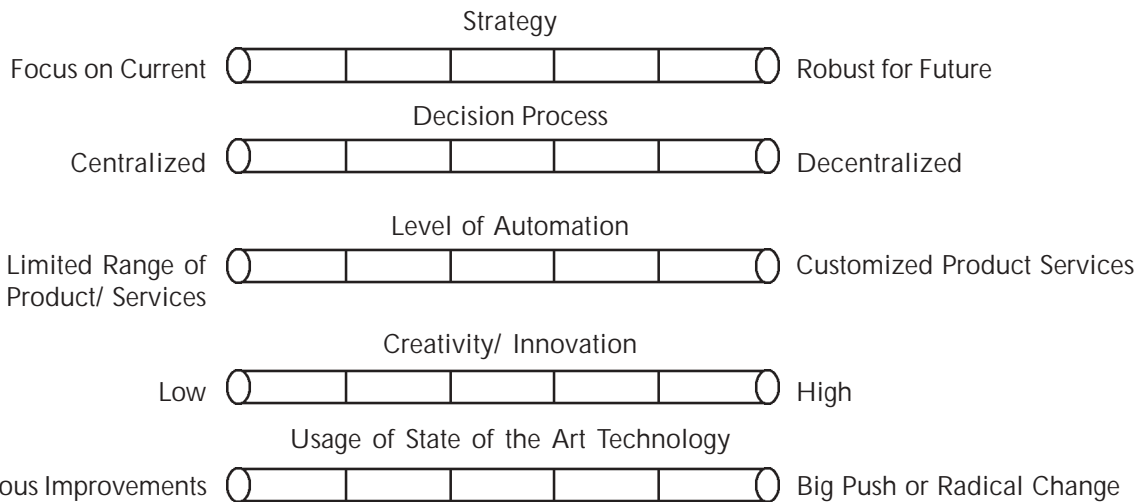 Strategy
Focus on Current Robust for Future
Decision Process
Centralized Decentralized
Level of Automation
Limited Range of Customized Product Services
Product/ Services
Creativity/ Innovation
Low High
Usage of State of the Art Technology
Improvements Big Push or Radical Change